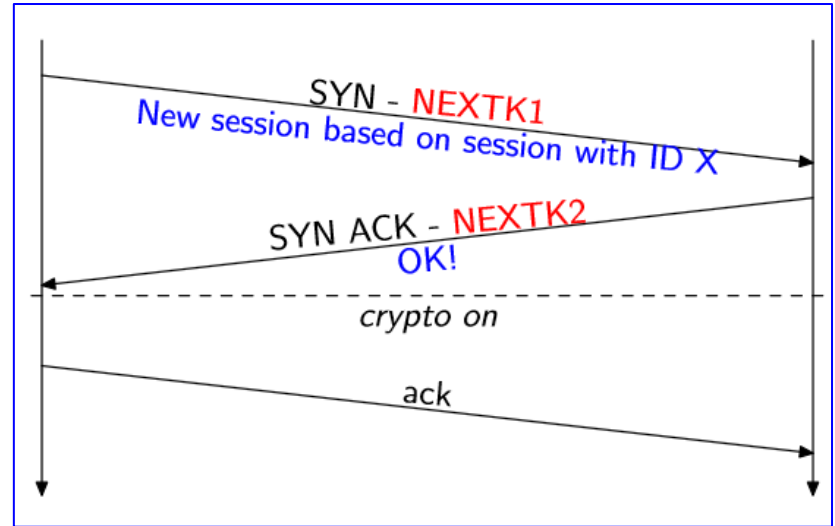 SYN - NEXTK1
New session based on session with ID X
SYN ACK - NEXTK2
OK!
crypto on
ack